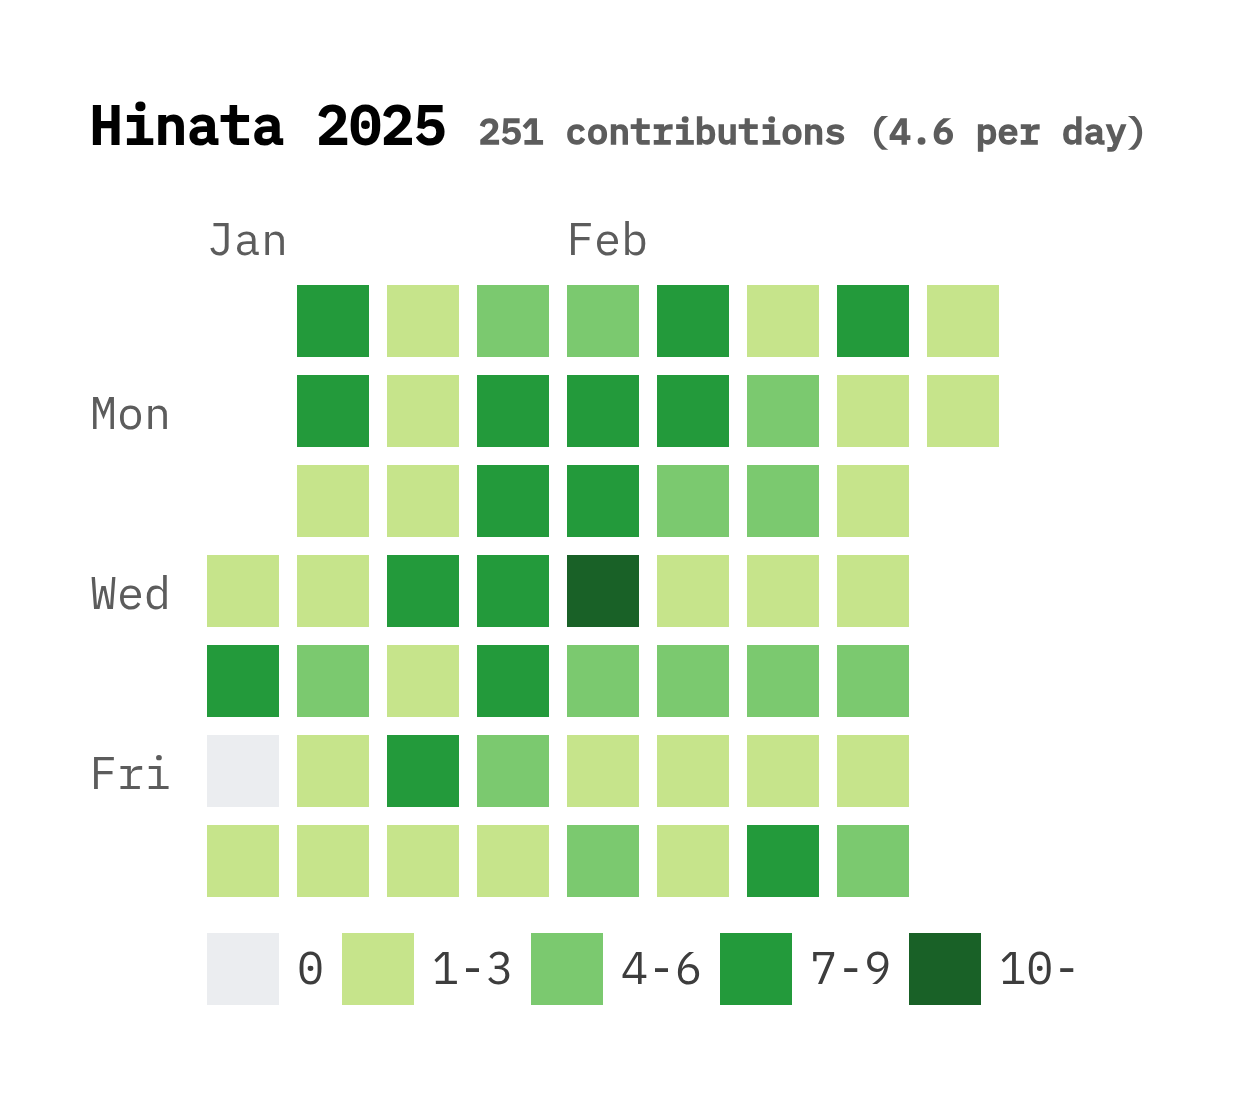 Hinata 2025 251 contributions (4.6 per day)
Jan Feb
Mon
Wed
Fri
0 1-3 4-6 7-9 10-